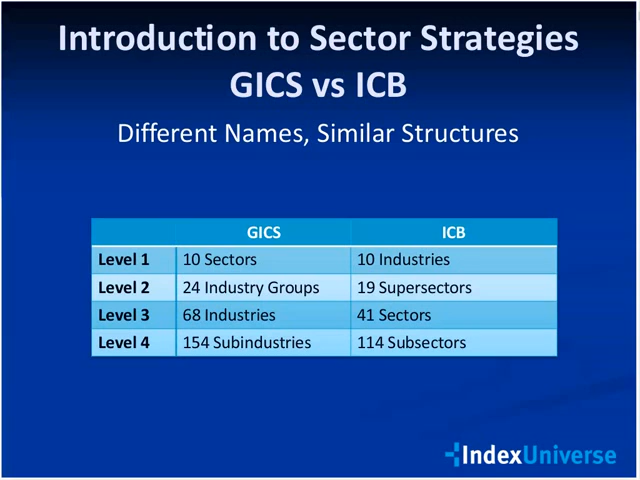 Introduction to Sector Strategies
GICS vs ICB
Different Names, Similar Structures
GICS ICB
Level 1 10 Sectors 10 Industries
Level 2 24 Industry Groups 19 Supersectors
Level 3 68 Industries 41 Sectors
Level 4 154 Subindustries 114 Subsectors
IndexUniverse